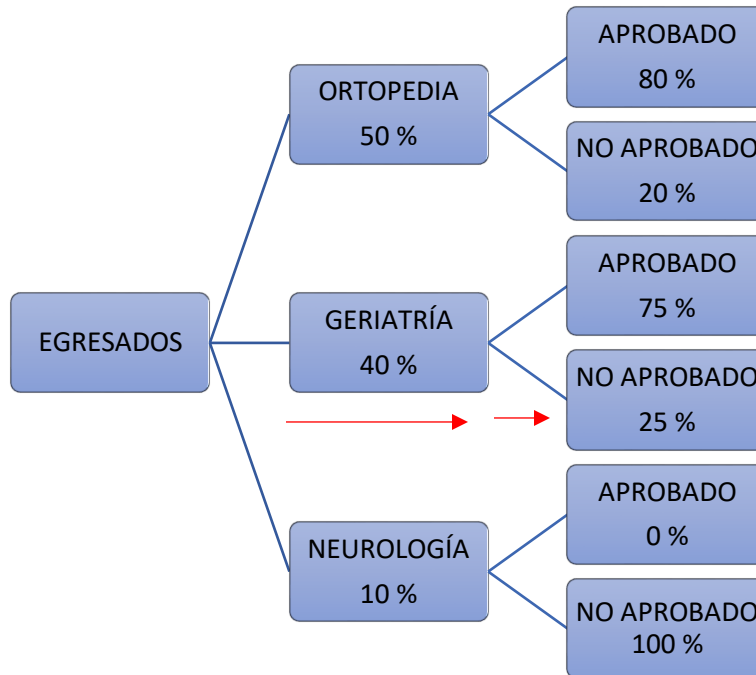 EGRESADOS
ORTOPEDIA
50 %
APROBADO
80 %
NO APROBADO
20 %
GERIATRÍA
40 %
APROBADO
75 %
NO APROBADO
25 %
NEUROLOGÍA
10 %
APROBADO
0 %
NO APROBADO
100 %